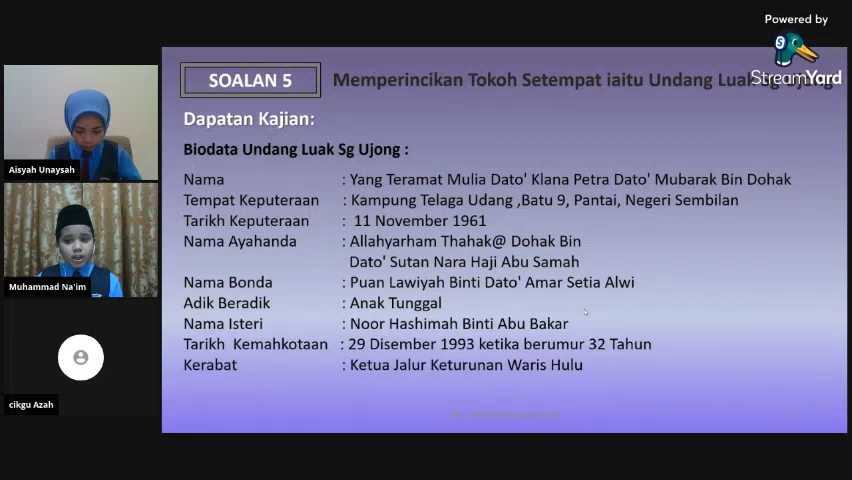 Powered by
StreamYard
SOALAN 5
Memperincikan Tokoh Setempat iaitu Undang Luak Sg Ujong
Dapatan Kajian:
Biodata Undang Luak Sg Ujong :
Nama : Yang Teramat Mulia Dato' Klana Petra Dato' Mubarak Bin Dohak
Tempat Keputeraan : Kampung Telaga Udang ,Batu 9, Pantai, Negeri Sembilan
Tarikh Keputeraan : 11 November 1961
Nama Ayahanda : Allahyarham Thahak@ Dohak Bin
Dato' Sutan Nara Haji Abu Samah
Nama Bonda : Puan Lawiyah Binti Dato' Amar Setia Alwi
Adik Beradik : Anak Tunggal
Nama Isteri : Noor Hashimah Binti Abu Bakar
Tarikh Kemahkotaan : 29 Disember 1993 ketika berumur 32 Tahun
Kerabat : Ketua Jalur Keturunan Waris Hulu
Aisyah Unaysah
Muhammad Na'im
cikgu Azah